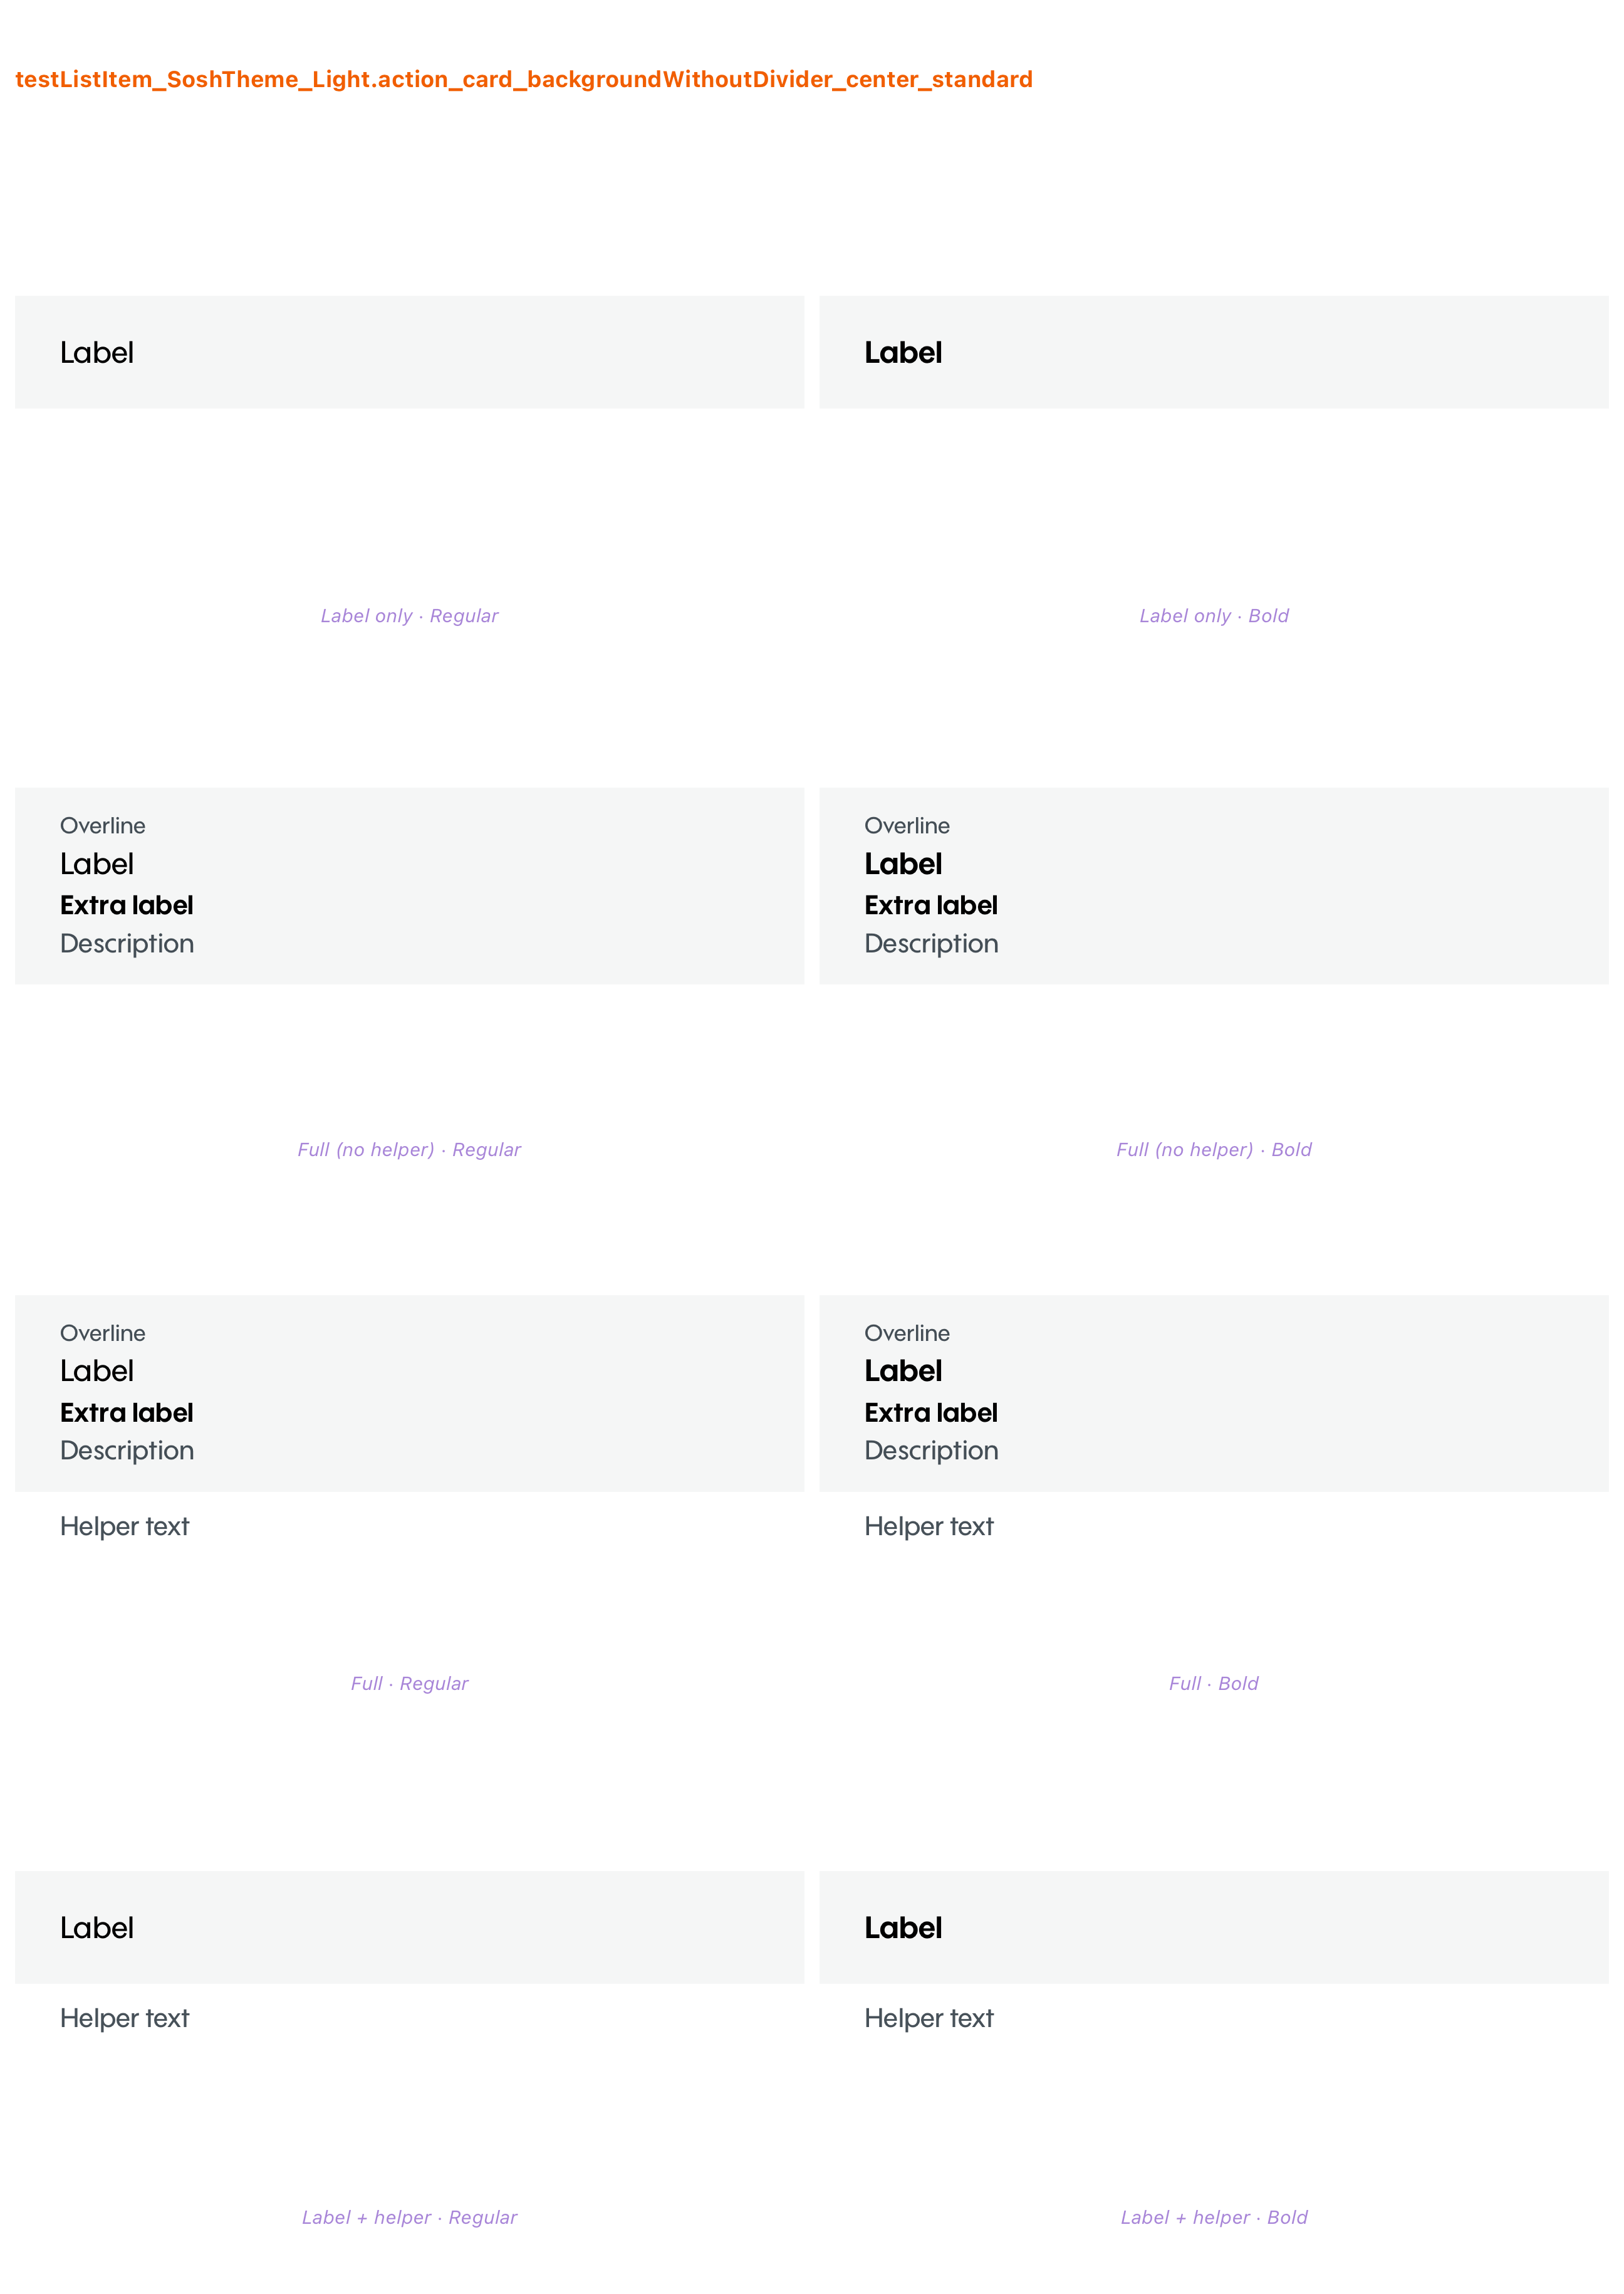 testListItem_SoshTheme_Light.action_card_backgroundWithoutDivider_center_standard
Label
Label
Label only · Regular
Label only · Bold
Overline
Label
Extra label
Description
Overline
Label
Extra label
Description
Full (no helper) · Regular
Full (no helper) · Bold
Overline
Label
Extra label
Description
Helper text
Overline
Label
Extra label
Description
Helper text
Full · Regular
Full · Bold
Label
Helper text
Label
Helper text
Label + helper · Regular
Label + helper · Bold